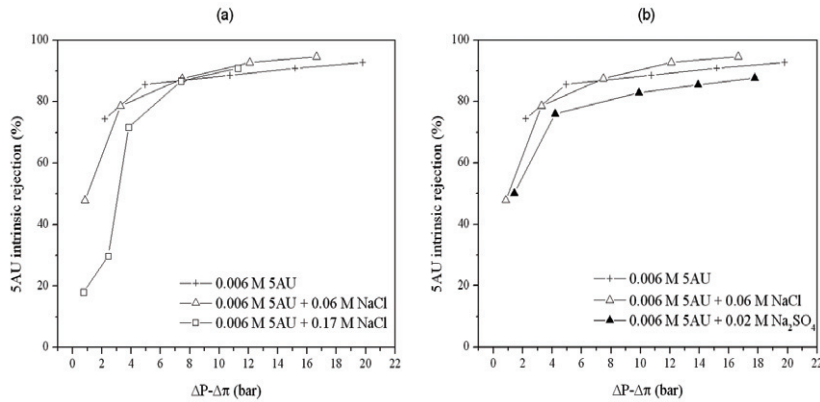 (a)
100
80
60
40
20
0
5AU intrinsic rejection (%)
0 2 4 6 8 10 12 14 16 18 20 22
ΔP-Δπ (bar)
0.006 M 5AU
0.006 M 5AU + 0.06 M NaCl
0.006 M 5AU + 0.17 M NaCl
(b)
100
80
60
40
20
0
5AU intrinsic rejection (%)
0 2 4 6 8 10 12 14 16 18 20 22
ΔP-Δπ (bar)
0.006 M 5AU
0.006 M 5AU + 0.06 M NaCl
0.006 M 5AU + 0.02 M Na₂SO₄